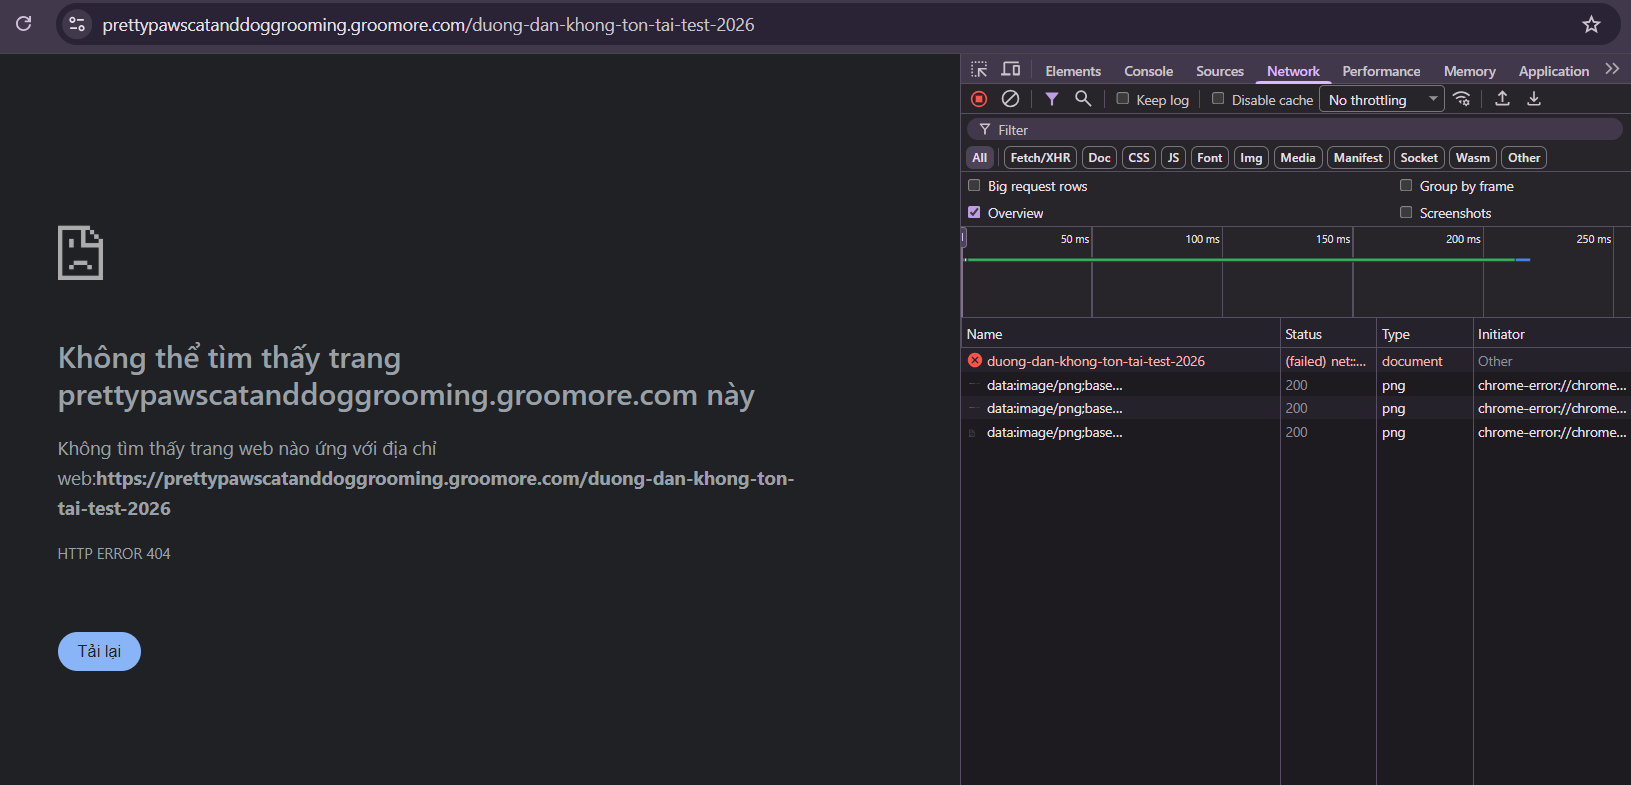 prettypawscatanddoggrooming.groomore.com/duong-dan-khong-ton-tai-test-2026
Elements Console Sources Network Performance Memory Application
Keep log Disable cache No throttling
Filter
All Fetch/XHR Doc CSS JS Font Img Media Manifest Socket Wasm Other
Big request rows Group by frame
Overview Screenshots
50 ms 100 ms 150 ms 200 ms 250 ms
Name Status Type Initiator
duong-dan-khong-ton-tai-test-2026 (failed) net::... document Other
data:image/png;base... 200 png chrome-error://chrome...
data:image/png;base... 200 png chrome-error://chrome...
data:image/png;base... 200 png chrome-error://chrome...
Không thể tìm thấy trang
prettypawscatanddoggrooming.groomore.com này
Không tìm thấy trang web nào ứng với địa chỉ
web:https://prettypawscatanddoggrooming.groomore.com/duong-dan-khong-ton-
tai-test-2026
HTTP ERROR 404
Tải lại